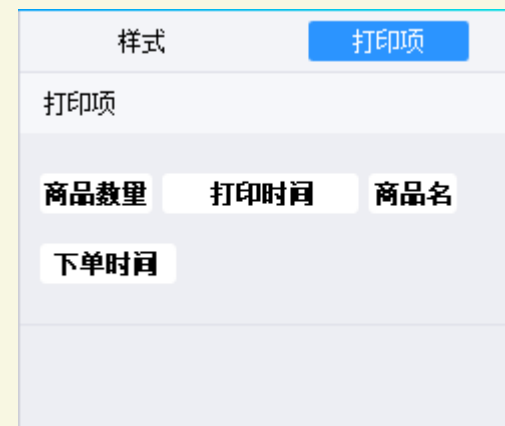 样式 打印项
打印项
商品数量 打印时间 商品名
下单时间